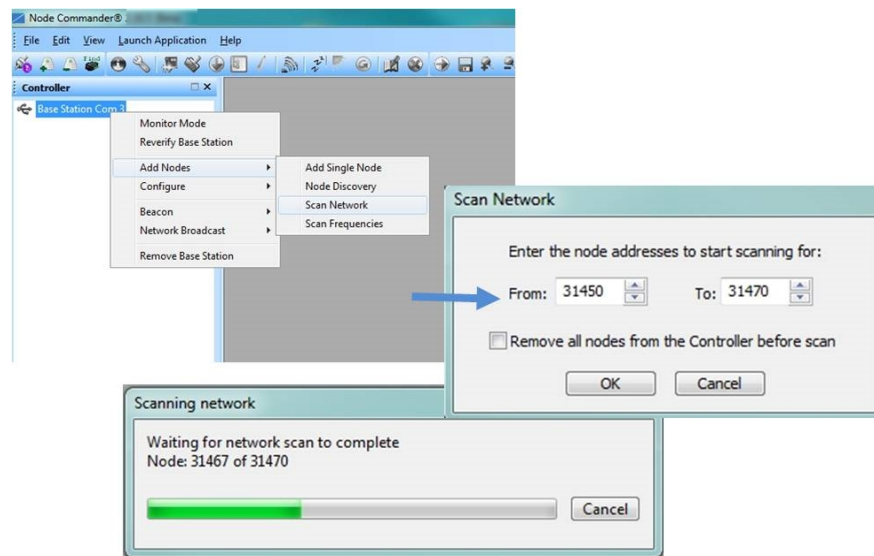 Node Commander®
File Edit View Launch Application Help
Find
Controller
Base Station Com 3
Monitor Mode
Reverify Base Station
Add Nodes
Configure
Beacon
Network Broadcast
Remove Base Station
Add Single Node
Node Discovery
Scan Network
Scan Frequencies
Scan Network
Enter the node addresses to start scanning for:
From: 31450 To: 31470
Remove all nodes from the Controller before scan
OK Cancel
Scanning network
Waiting for network scan to complete
Node: 31467 of 31470
Cancel